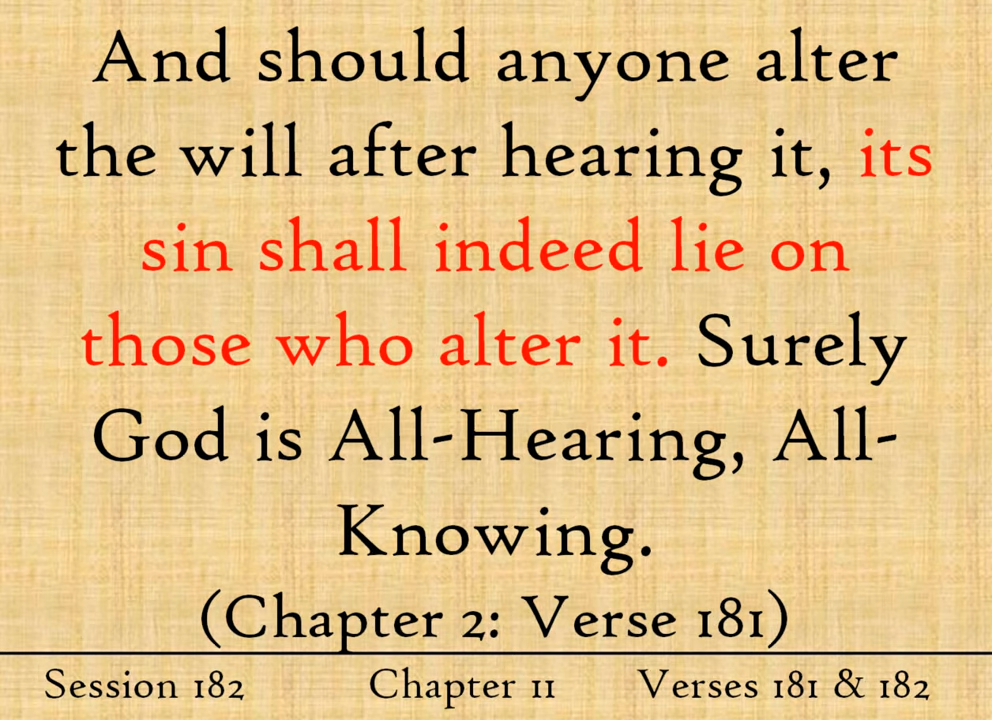 And should anyone alter
the will after hearing it, its
sin shall indeed lie on
those who alter it. Surely
God is All-Hearing, All-
Knowing.
(Chapter 2: Verse 181)
Session 182 Chapter 11 Verses 181 & 182